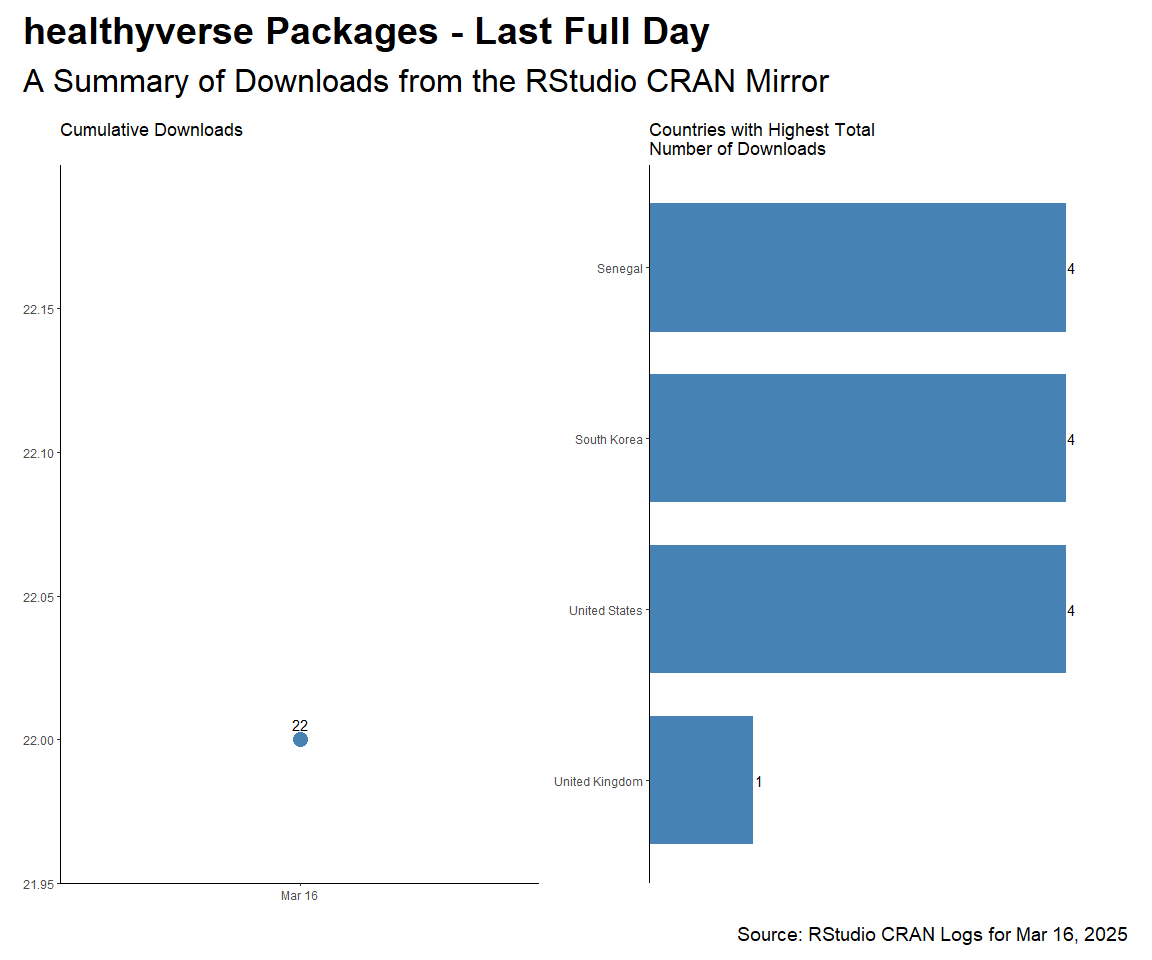 healthyverse Packages - Last Full Day
A Summary of Downloads from the RStudio CRAN Mirror
Cumulative Downloads
22.15
22.10
22.05
22.00
21.95
22
Mar 16
Countries with Highest Total
Number of Downloads
Senegal
4
South Korea
4
United States
4
United Kingdom
1
Source: RStudio CRAN Logs for Mar 16, 2025